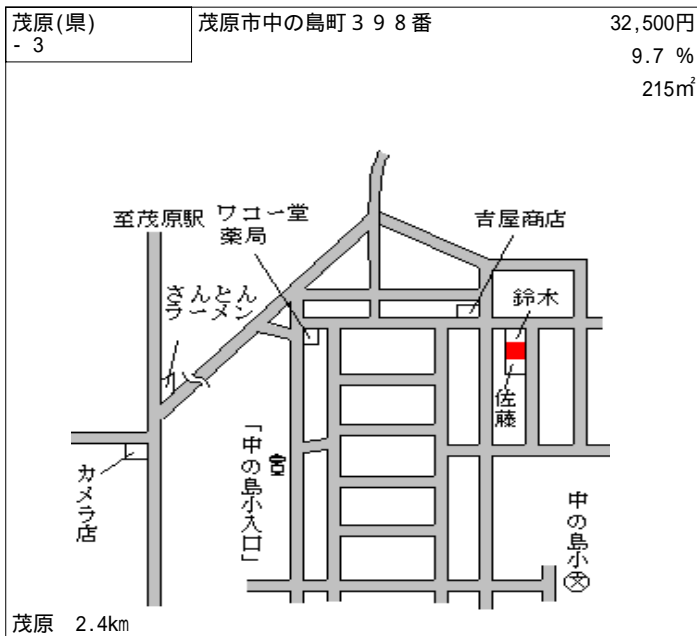 茂原(県)
- 3
茂原市中の島町３９８番
32,500円
9.7 %
215㎡
至茂原駅
ワコー堂
薬局
吉屋商店
さんとん
ラーメン
鈴木
佐藤
カメラ店
「中の島小入口」
中の島小
文
茂原 2.4km